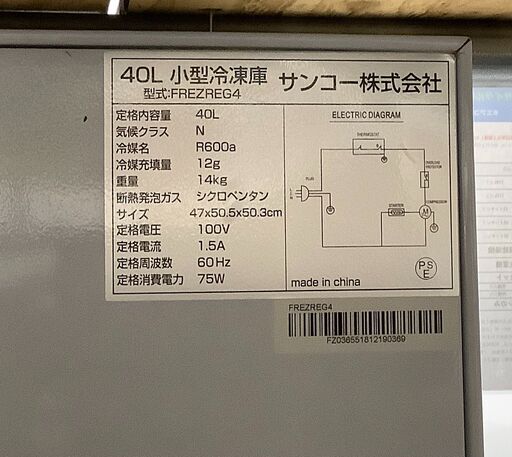 40L 小型冷凍庫 サンコー株式会社
型式:FREZREG4
定格内容量 40L
気候クラス N
冷媒名 R600a
冷媒充填量 12g
重量 14kg
断熱発泡ガス シクロペンタン
サイズ 47x50.5x50.3cm
定格電圧 100V
定格電流 1.5A
定格周波数 60Hz
定格消費電力 75W
ELECTRIC DIAGRAM
THERMOSTAT
OVERLOAD
PROTECTOR
PLUG
STARTER
COMPRESSOR
M
made in china
PS
E
FREZREG4
FZ036551812190369